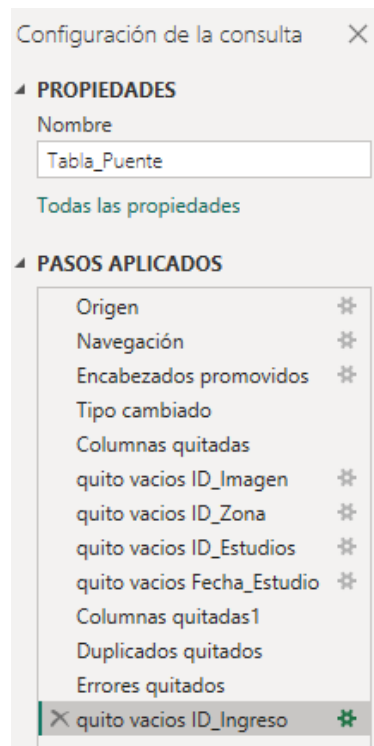 Configuración de la consulta
PROPIEDADES
Nombre
Tabla_Puente
Todas las propiedades
PASOS APLICADOS
Origen
Navegación
Encabezados promovidos
Tipo cambiado
Columnas quitadas
quito vacios ID_Imagen
quito vacios ID_Zona
quito vacios ID_Estudios
quito vacios Fecha_Estudio
Columnas quitadas1
Duplicados quitados
Errores quitados
quito vacios ID_Ingreso